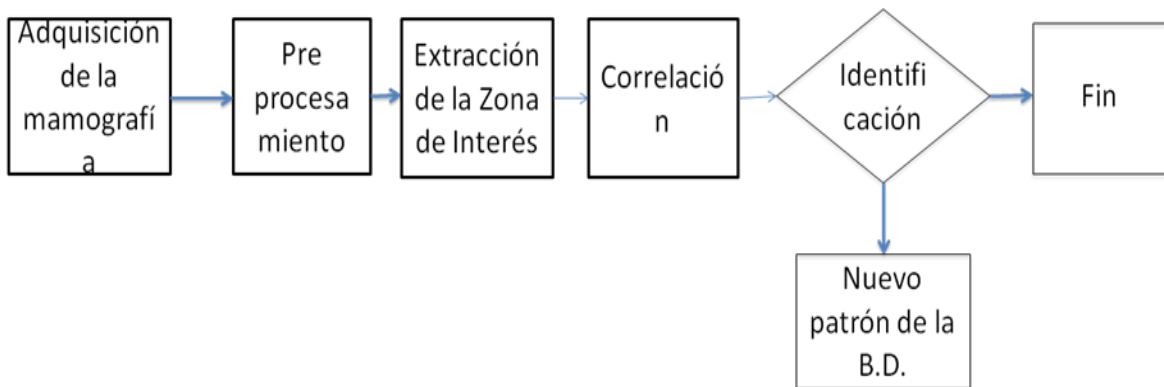 Adquisición
de la
mamografí
a
Pre
procesa
miento
Extracción
de la Zona
de Interés
Correlació
n
Identifi
cación
Fin
Nuevo
patrón de la
B.D.